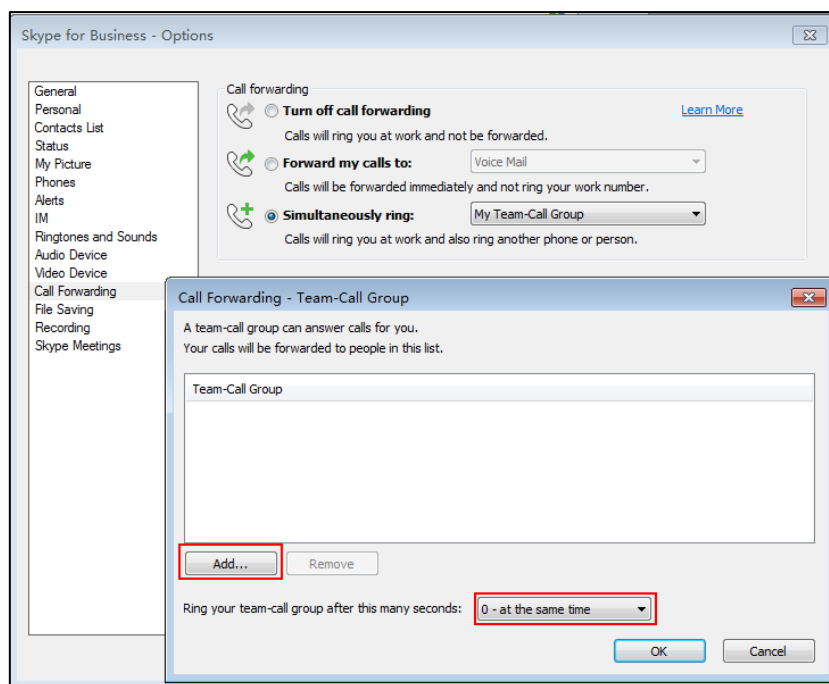 Skype for Business - Options
General
Personal
Contacts List
Status
My Picture
Phones
Alerts
IM
Ringtones and Sounds
Audio Device
Video Device
Call Forwarding
File Saving
Recording
Skype Meetings
Call forwarding
Turn off call forwarding
Learn More
Calls will ring you at work and not be forwarded.
Forward my calls to:
Voice Mail
Calls will be forwarded immediately and not ring your work number.
Simultaneously ring:
My Team-Call Group
Calls will ring you at work and also ring another phone or person.
Call Forwarding - Team-Call Group
A team-call group can answer calls for you.
Your calls will be forwarded to people in this list.
Team-Call Group
Add...
Remove
Ring your team-call group after this many seconds:
0 - at the same time
OK
Cancel